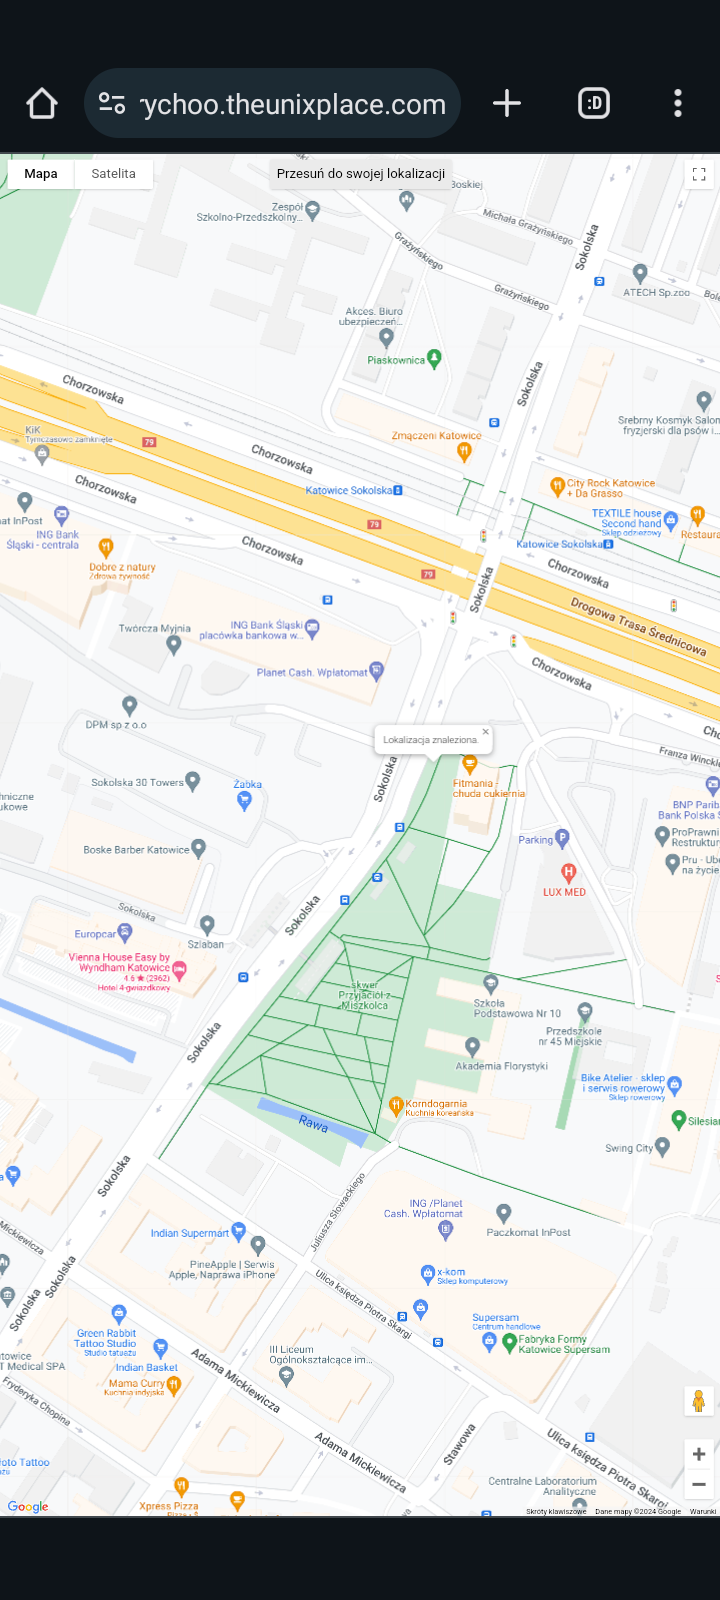 ychoo.theunixplace.com
:D
Mapa
Satelita
Przesuń do swojej lokalizacji
Boskiej
Zespół
Szkolno-Przedszkolny...
Michała Grażyńskiego
Grażyńskiego
Sokolska
Grażyńskiego
ATECH Sp.zoo
Akces. Biuro
ubezpieczeń...
Piaskownica
Chorzowska
Sokolska
Srebrny Kosmyk Salon
fryzjerski dla psów i...
KiK
Tymczasowo zamknięte
79
Zmączeni Katowice
Chorzowska
Chorzowska
Katowice Sokolska
City Rock Katowice
+ Da Grasso
at InPost
ING Bank
Śląski - centrala
79
TEXTILE house
Second hand
Sklep odzieżowy
Restaura
Chorzowska
Katowice Sokolska
Dobre z natury
Zdrowa żywność
79
Chorzowska
Sokolska
Drogowa Trasa Średnicowa
Twórcza Myjnia
ING Bank Śląski
placówka bankowa w...
Planet Cash. Wpłatomat
Chorzowska
DPM sp z o.o
Lokalizacja znaleziona.
Cho
Franza Winckle
Sokolska 30 Towers
Żabka
Sokolska
Fitmania -
chuda cukiernia
hniczne
ukowe
BNP Parib
Bank Polska S
Boske Barber Katowice
Parking
ProPrawni
Restruktur
Pru - Ube
na życie
LUX MED
Sokolska
Sokolska
Europcar
Szlaban
Vienna House Easy by
Wyndham Katowice
4.6 ★ (2962)
Hotel 4-gwiazdkowy
skwer
Przyjaciół z
Miszkolca
Szkoła
Podstawowa Nr 10
Przedszkole
nr 45 Miejskie
Sokolska
Akademia Florystyki
Bike Atelier - sklep
i serwis rowerowy
Sklep rowerowy
Korndogarnia
Kuchnia koreańska
Rawa
Silesian
Swing City
Sokolska
Juliusza Słowackiego
ING /Planet
Cash. Wpłatomat
Paczkomat InPost
Mickiewicza
Indian Supermart
PineApple | Serwis
Apple, Naprawa iPhone
Sokolska
Sokolska
x-kom
Sklep komputerowy
Ulica księdza Piotra Skargi
Supersam
Centrum handlowe
Fabryka Formy
Katowice Supersam
Green Rabbit
Tattoo Studio
Studio tatuażu
Indian Basket
III Liceum
Ogólnokształcące im...
towice
T Medical SPA
Mama Curry
Kuchnia indyjska
Adama Mickiewicza
Fryderyka Chopina
Adama Mickiewicza
Stawowa
Ulica księdza Piotra Skargi
oto Tattoo
Centralne Laboratorium
Analityczne
Xpress Pizza
Google
Skróty klawiszowe
Dane mapy ©2024 Google
Warunki